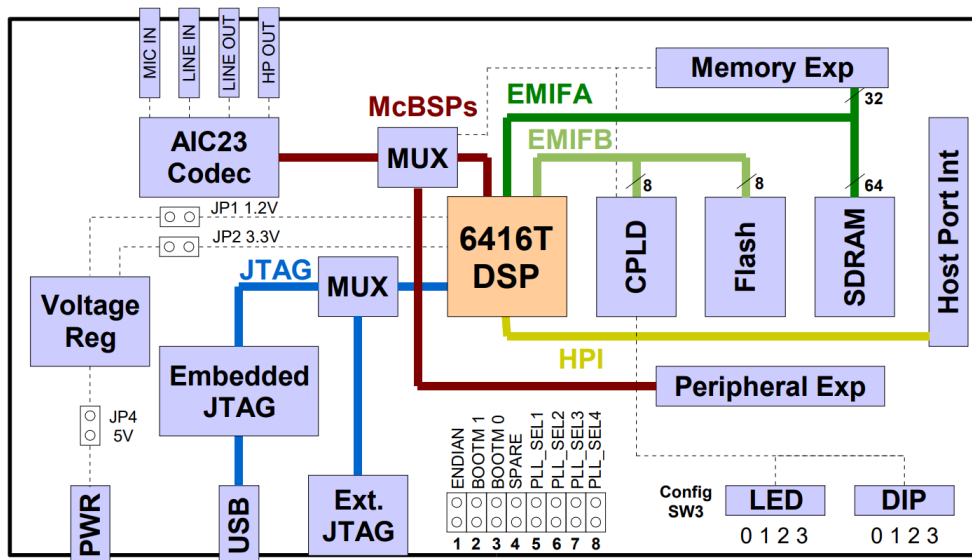 MIC IN
LINE IN
LINE OUT
HP OUT
Memory Exp
32
EMIFA
McBSPs
EMIFB
AIC23
Codec
MUX
8
8
64
JP1 1.2V
JP2 3.3V
6416T
DSP
CPLD
Flash
SDRAM
Host Port Int
JTAG
MUX
Voltage
Reg
HPI
Embedded
JTAG
Peripheral Exp
JP4
5V
ENDIAN
BOOTM 1
BOOTM 0
SPARE
PLL_SEL1
PLL_SEL2
PLL_SEL3
PLL_SEL4
1 2 3 4 5 6 7 8
PWR
USB
Ext.
JTAG
Config
SW3
LED
DIP
0 1 2 3
0 1 2 3